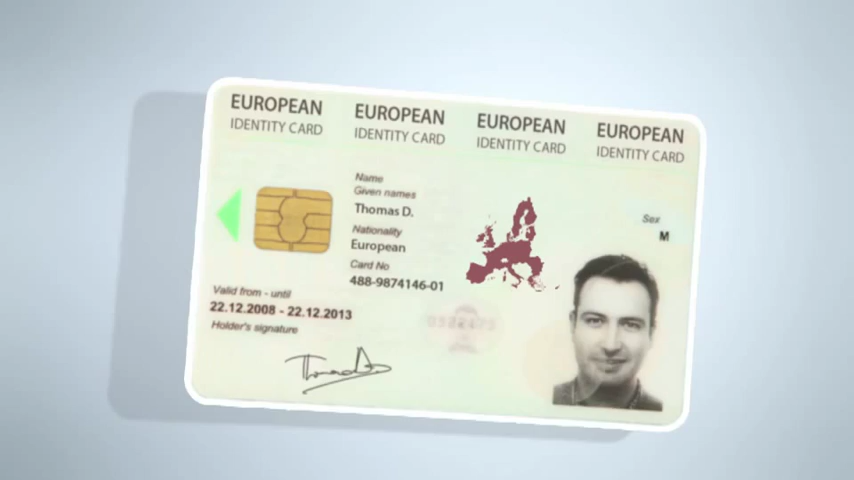 EUROPEAN
IDENTITY CARD
EUROPEAN
IDENTITY CARD
EUROPEAN
IDENTITY CARD
EUROPEAN
IDENTITY CARD
Name
Given names
Thomas D.
Nationality
European
Card No
488-9874146-01
Sex
M
Valid from - until
22.12.2008 - 22.12.2013
Holder's signature